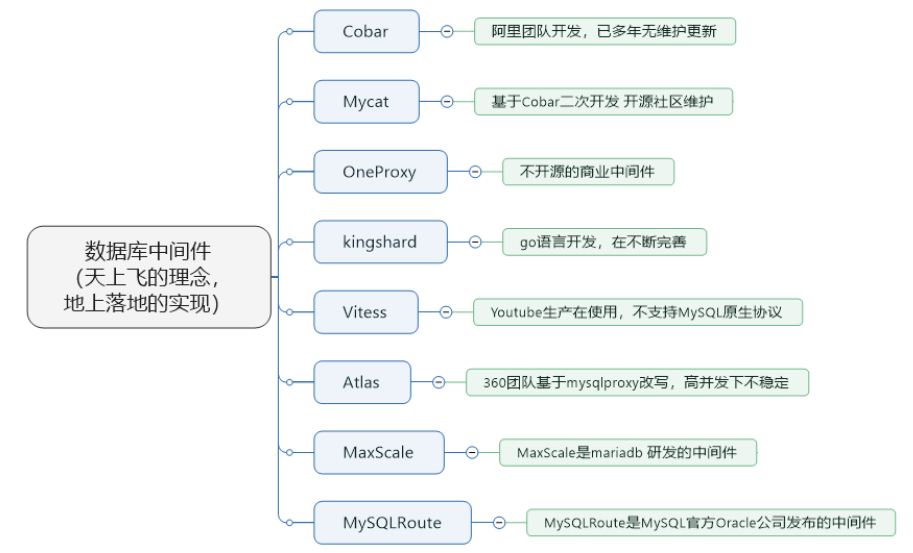 数据库中间件
（天上飞的理念，
地上落地的实现）
Cobar
阿里团队开发，已多年无维护更新
Mycat
基于Cobar二次开发 开源社区维护
OneProxy
不开源的商业中间件
kingshard
go语言开发，在不断完善
Vitess
Youtube生产在使用，不支持MySQL原生协议
Atlas
360团队基于mysqlproxy改写，高并发下不稳定
MaxScale
MaxScale是mariadb 研发的中间件
MySQLRoute
MySQLRoute是MySQL官方Oracle公司发布的中间件